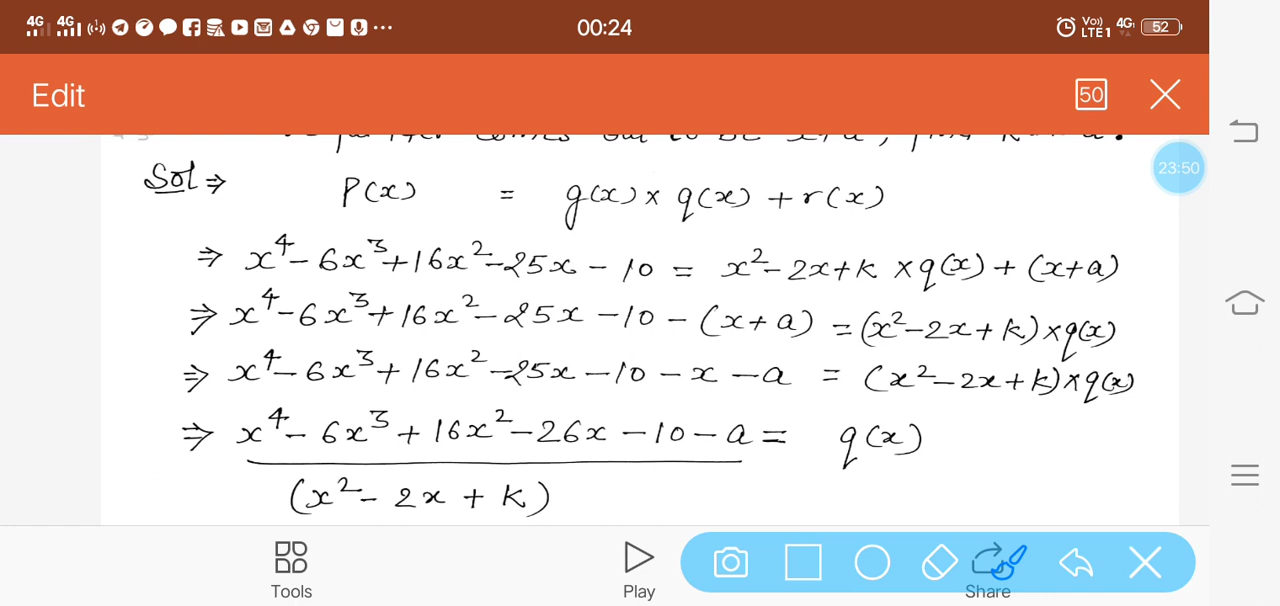 4G 4G 00:24 Vo) LTE1 4G 52
Edit 50
23:50
Sol ⇒ P(x) = g(x) × q(x) + r(x)
⇒ x⁴ - 6x³ + 16x² - 25x - 10 = x² - 2x + k × q(x) + (x+a)
⇒ x⁴ - 6x³ + 16x² - 25x - 10 - (x+a) = (x² - 2x + k) × q(x)
⇒ x⁴ - 6x³ + 16x² - 25x - 10 - x - a = (x² - 2x + k) × q(x)
⇒ x⁴ - 6x³ + 16x² - 26x - 10 - a = q(x)
(x² - 2x + k)
Tools Play Share